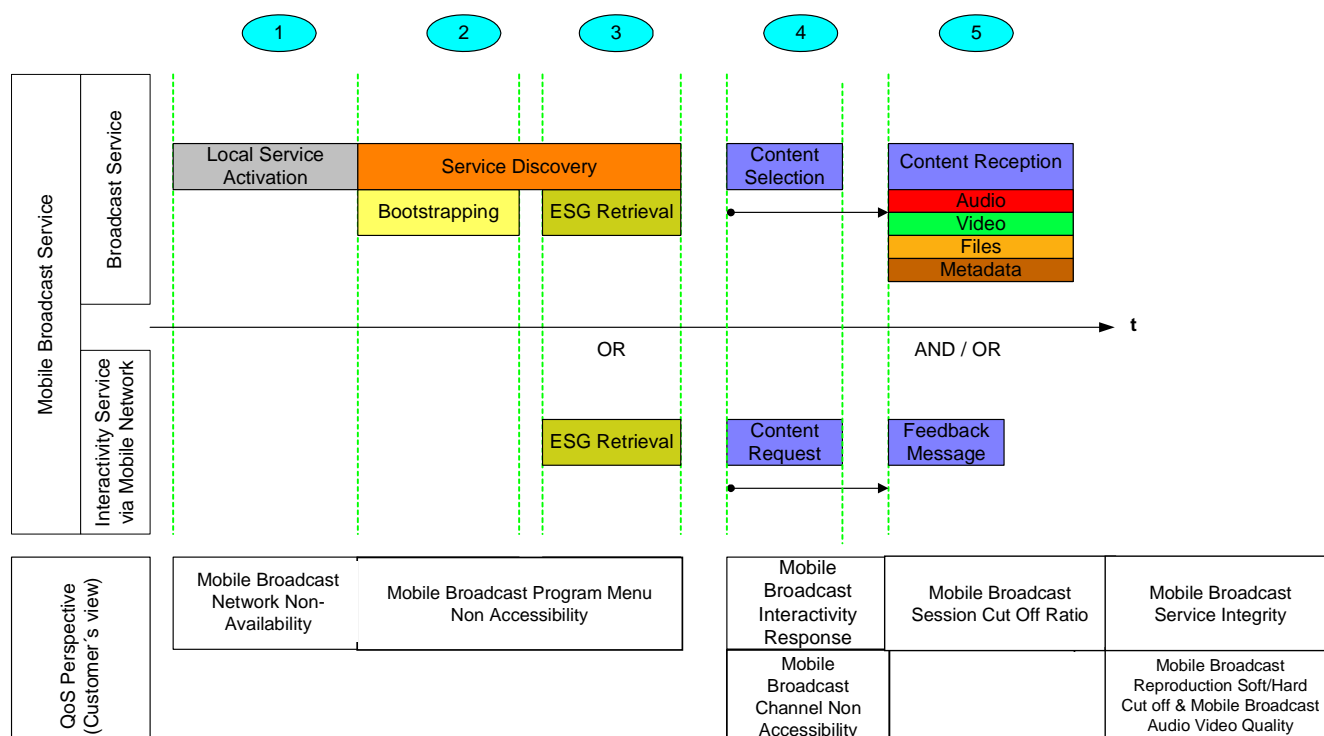 1
2
3
4
5
Mobile Broadcast Service
Broadcast Service
Local Service
Activation
Service Discovery
Bootstrapping
ESG Retrieval
Content
Selection
Content Reception
Audio
Video
Files
Metadada
t
OR
AND / OR
Interactivity Service
via Mobile Network
ESG Retrieval
Content
Request
Feedback
Message
QoS Perspective
(Customer´s view)
Mobile Broadcast
Network Non-
Availability
Mobile Broadcast Program Menu
Non Accessibility
Mobile
Broadcast
Interactivity
Response
Mobile Broadcast
Session Cut Off Ratio
Mobile Broadcast
Service Integrity
Mobile
Broadcast
Channel Non
Accessibility
Mobile Broadcast
Reproduction Soft/Hard
Cut off & Mobile Broadcast
Audio Video Quality